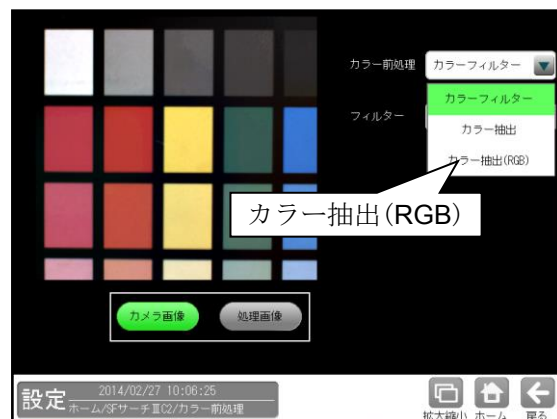 カラー前処理
カラーフィルター
カラーフィルター
フィルター
カラー抽出
カラー抽出(RGB)
カラー抽出(RGB)
カメラ画像
処理画像
設定
2014/02/27 10:06:25
ホーム/SFサーチⅢC2/カラー前処理
拡大縮小
ホーム
戻る